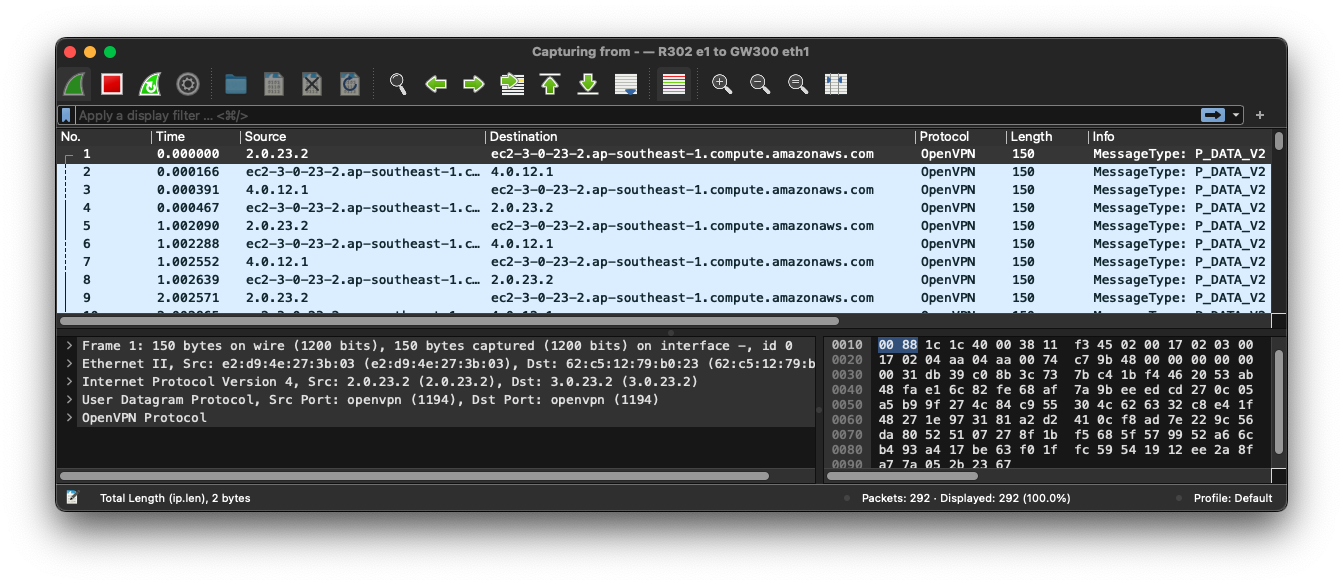 Capturing from - — R302 e1 to GW300 eth1
Apply a display filter … <⌘/>
No. Time Source Destination Protocol Length Info
1 0.000000 2.0.23.2 ec2-3-0-23-2.ap-southeast-1.compute.amazonaws.com OpenVPN 150 MessageType: P_DATA_V2
2 0.000166 ec2-3-0-23-2.ap-southeast-1.c… 4.0.12.1 OpenVPN 150 MessageType: P_DATA_V2
3 0.000391 4.0.12.1 ec2-3-0-23-2.ap-southeast-1.compute.amazonaws.com OpenVPN 150 MessageType: P_DATA_V2
4 0.000467 ec2-3-0-23-2.ap-southeast-1.c… 2.0.23.2 OpenVPN 150 MessageType: P_DATA_V2
5 1.002090 2.0.23.2 ec2-3-0-23-2.ap-southeast-1.compute.amazonaws.com OpenVPN 150 MessageType: P_DATA_V2
6 1.002288 ec2-3-0-23-2.ap-southeast-1.c… 4.0.12.1 OpenVPN 150 MessageType: P_DATA_V2
7 1.002552 4.0.12.1 ec2-3-0-23-2.ap-southeast-1.compute.amazonaws.com OpenVPN 150 MessageType: P_DATA_V2
8 1.002639 ec2-3-0-23-2.ap-southeast-1.c… 2.0.23.2 OpenVPN 150 MessageType: P_DATA_V2
9 2.002571 2.0.23.2 ec2-3-0-23-2.ap-southeast-1.compute.amazonaws.com OpenVPN 150 MessageType: P_DATA_V2
Frame 1: 150 bytes on wire (1200 bits), 150 bytes captured (1200 bits) on interface -, id 0
Ethernet II, Src: e2:d9:4e:27:3b:03 (e2:d9:4e:27:3b:03), Dst: 62:c5:12:79:b0:23 (62:c5:12:79:b
Internet Protocol Version 4, Src: 2.0.23.2 (2.0.23.2), Dst: 3.0.23.2 (3.0.23.2)
User Datagram Protocol, Src Port: openvpn (1194), Dst Port: openvpn (1194)
OpenVPN Protocol
0010 00 88 1c 1c 40 00 38 11 f3 45 02 00 17 02 03 00
0020 17 02 04 aa 04 aa 00 74 c7 9b 48 00 00 00 00 00
0030 00 31 db 39 c0 8b 3c 73 7b c4 1b f4 46 20 53 ab
0040 48 fa e1 6c 82 fe 68 af 7a 9b ee ed cd 27 0c 05
0050 a5 b9 9f 27 4c 84 c9 55 30 4c 62 63 32 c8 e4 1f
0060 48 27 1e 97 31 81 a2 d2 41 0c f8 ad 7e 22 9c 56
0070 da 80 52 51 07 27 8f 1b f5 68 5f 57 99 52 a6 6c
0080 b4 93 a4 17 be 63 f0 1f fc 59 54 19 12 ee 2a 8f
0090 a7 7a 05 2b 23 67
Total Length (ip.len), 2 bytes
Packets: 292 · Displayed: 292 (100.0%)
Profile: Default